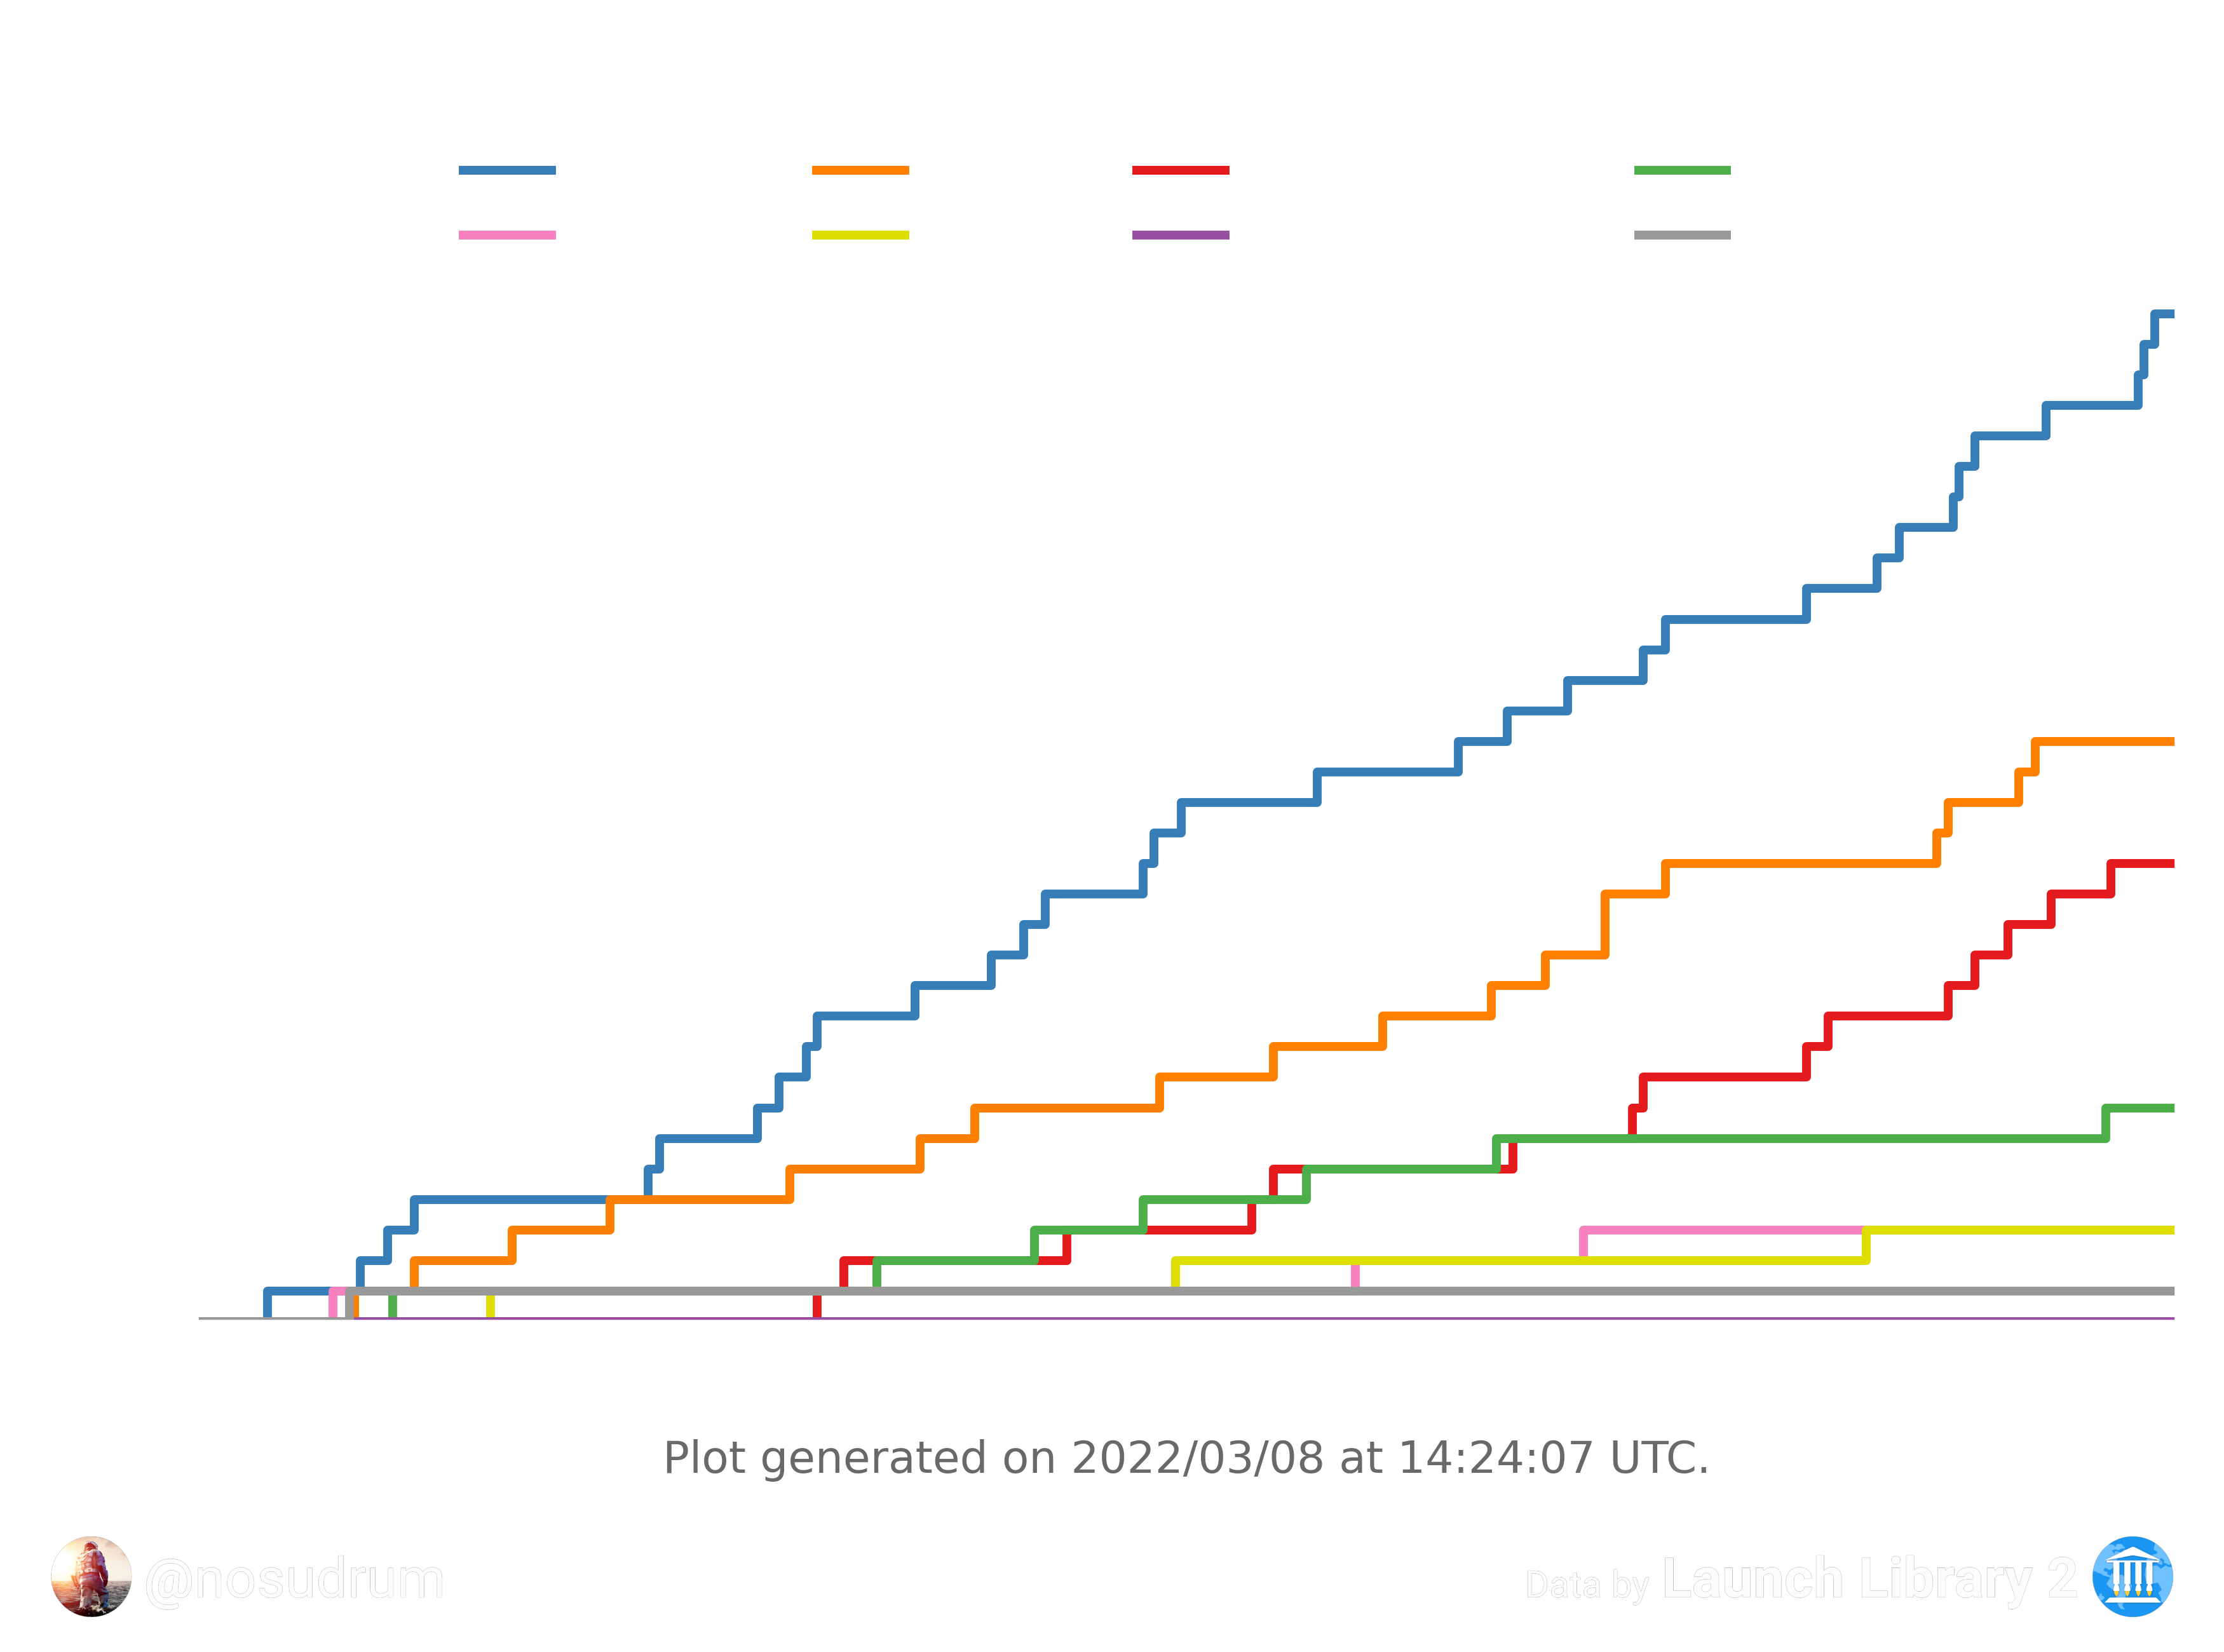 Plot generated on 2022/03/08 at 14:24:07 UTC.
@nosudrum
Data by Launch Library 2